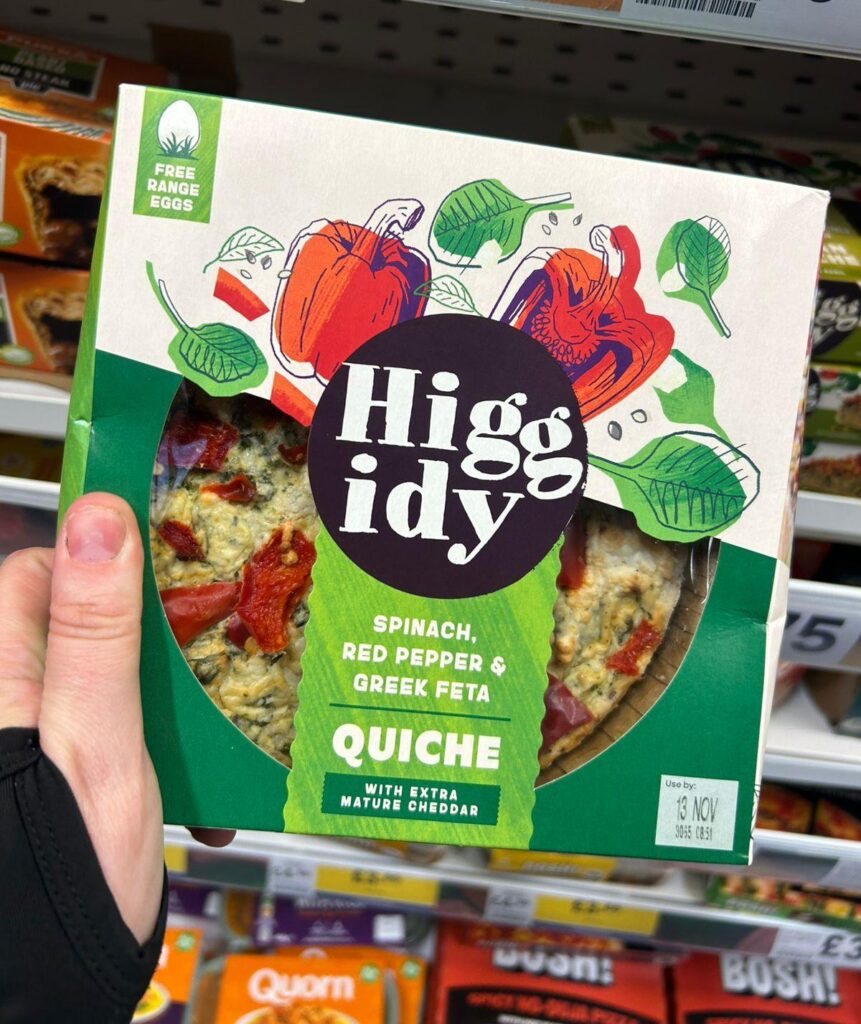 FREE
RANGE
EGGS
Higg
idy
SPINACH,
RED PEPPER &
GREEK FETA
QUICHE
WITH EXTRA
MATURE CHEDDAR
Use by:
13 NOV
75
Quorn
BOSH!
BOSH!